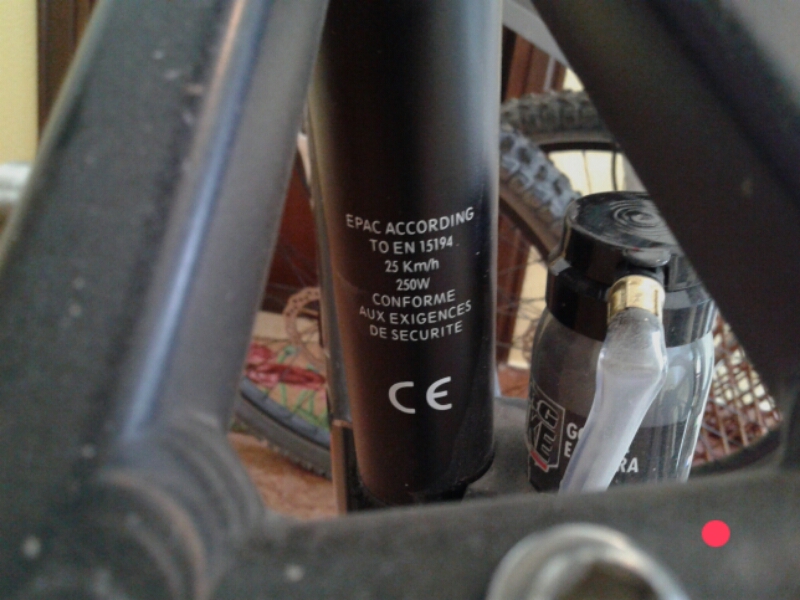 EPAC ACCORDING
TO EN 15194
25 Km/h
250W
CONFORME
AUX EXIGENCES
DE SECURITE
CE